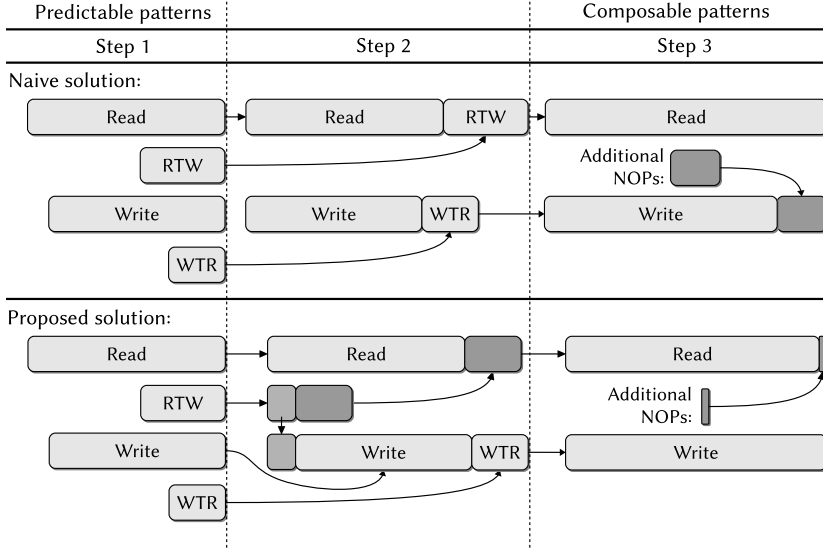 Predictable patterns
Composable patterns
Step 1
Step 2
Step 3
Naive solution:
Read
Read
RTW
Read
RTW
Additional
NOPs:
Write
Write
WTR
Write
WTR
Proposed solution:
Read
Read
Read
RTW
Additional
NOPs:
Write
Write
WTR
Write
WTR